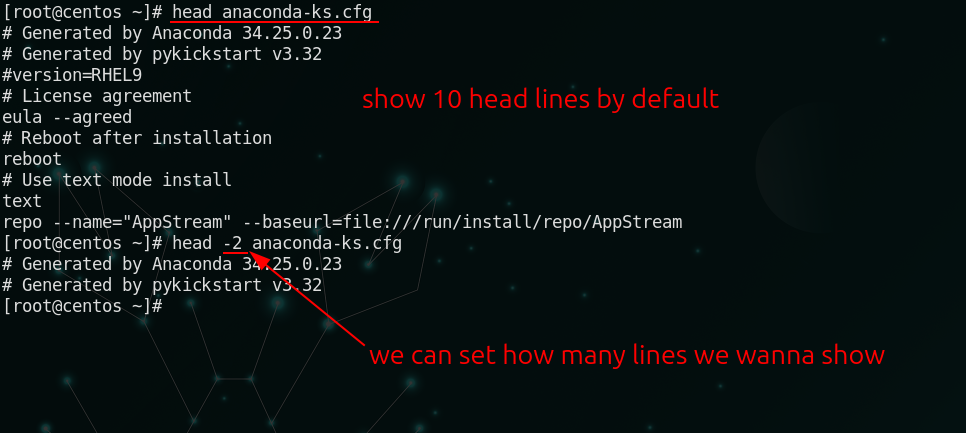 [root@centos ~]# head anaconda-ks.cfg
# Generated by Anaconda 34.25.0.23
# Generated by pykickstart v3.32
#version=RHEL9
# License agreement
show 10 head lines by default
eula --agreed
# Reboot after installation
reboot
# Use text mode install
text
repo --name="AppStream" --baseurl=file:///run/install/repo/AppStream
[root@centos ~]# head -2 anaconda-ks.cfg
# Generated by Anaconda 34.25.0.23
# Generated by pykickstart v3.32
[root@centos ~]#
we can set how many lines we wanna show